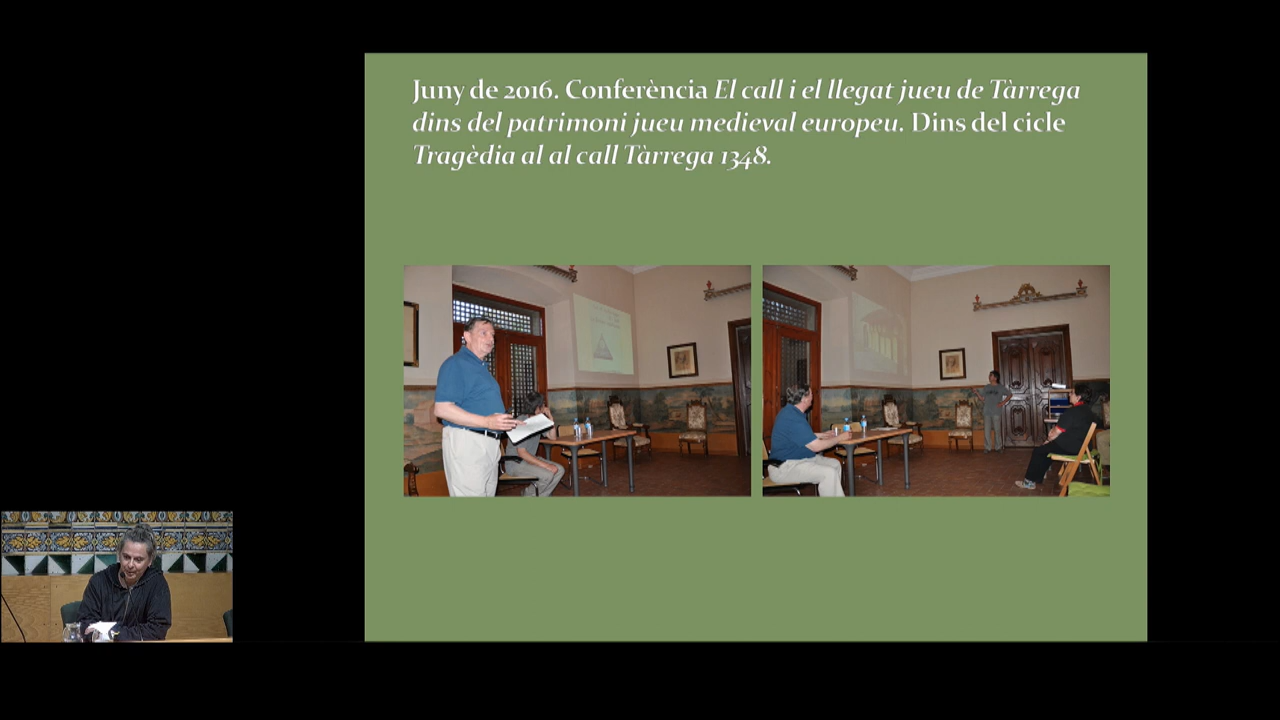 Juny de 2016. Conferència El call i el llegat jueu de Tàrrega
dins del patrimoni jueu medieval europeu. Dins del cicle
Tragèdia al al call Tàrrega 1348.